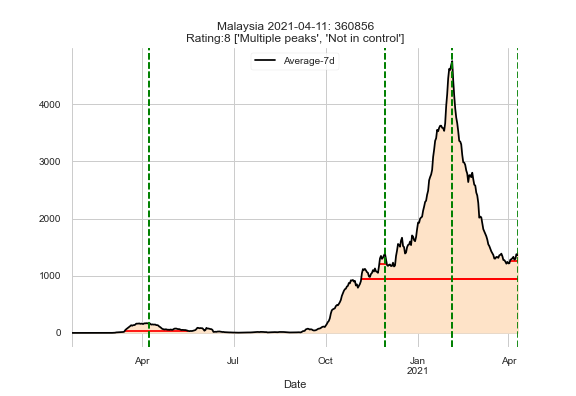 Malaysia 2021-04-11: 360856
Rating:8 ['Multiple peaks', 'Not in control']
Average-7d
4000
3000
2000
1000
0
Apr
Jul
Oct
Jan
2021
Apr
Date